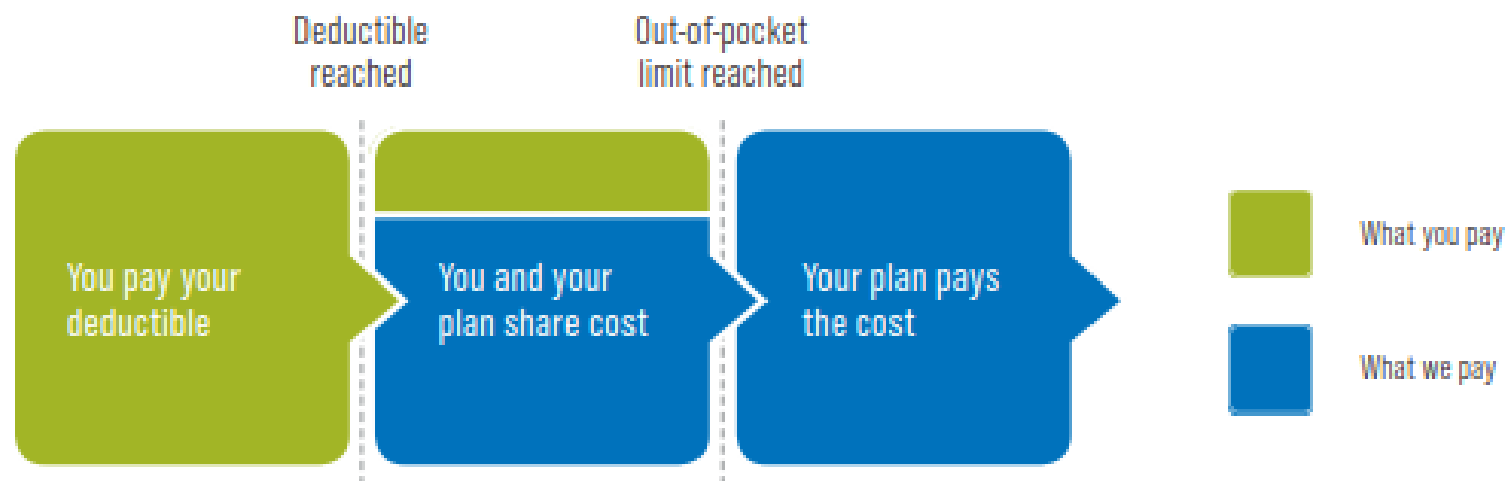 Deductible
reached
Out-of-pocket
limit reached
You pay your
deductible
You and your
plan share cost
Your plan pays
the cost
What you pay
What we pay